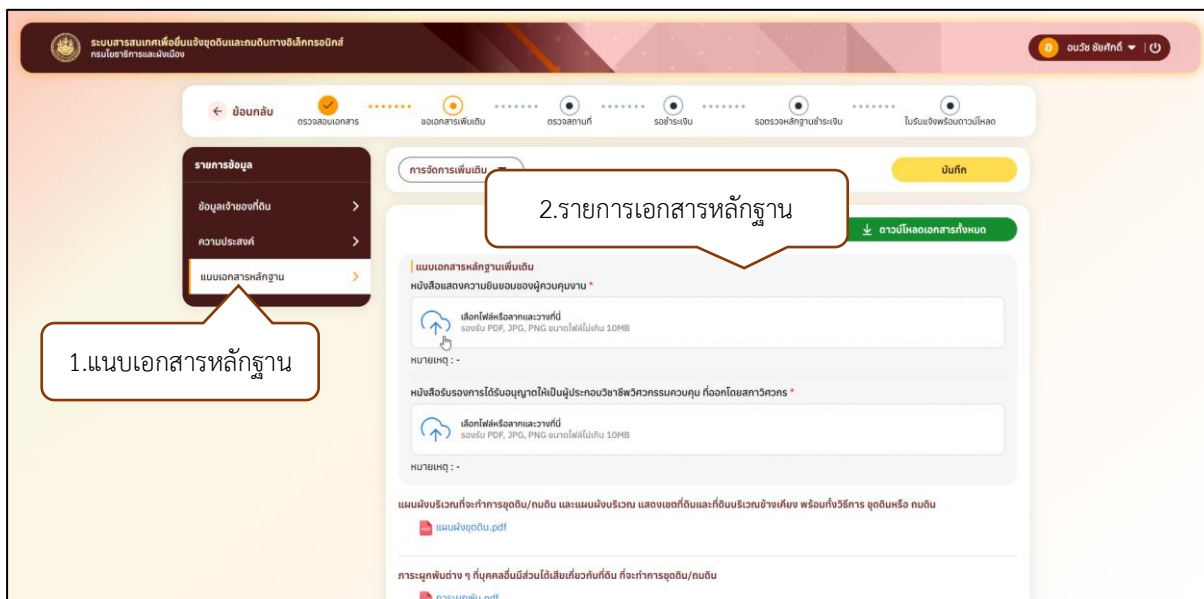 ระบบสารสนเทศเพื่อยื่นแจ้งขุดดินและถมดินทางอิเล็กทรอนิกส์
กรมโยธาธิการและผังเมือง
อ อนวัช ชัยศักดิ์
ย้อนกลับ
ตรวจสอบเอกสาร
ขอเอกสารเพิ่มเติม
ตรวจสถานที่
รอชำระเงิน
รอตรวจหลักฐานชำระเงิน
ใบรับแจ้งพร้อมดาวน์โหลด
รายการข้อมูล
ข้อมูลเจ้าของที่ดิน
ความประสงค์
แนบเอกสารหลักฐาน
1.แนบเอกสารหลักฐาน
การจัดการเพิ่มเติม
บันทึก
2.รายการเอกสารหลักฐาน
ดาวน์โหลดเอกสารทั้งหมด
แนบเอกสารหลักฐานเพิ่มเติม
หนังสือแสดงความยินยอมของผู้ควบคุมงาน *
เลือกไฟล์หรือลากและวางที่นี่
รองรับ PDF, JPG, PNG ขนาดไฟล์ไม่เกิน 10MB
หมายเหตุ : -
หนังสือรับรองการได้รับอนุญาตให้เป็นผู้ประกอบวิชาชีพวิศวกรรมควบคุม ที่ออกโดยสภาวิศวกร *
เลือกไฟล์หรือลากและวางที่นี่
รองรับ PDF, JPG, PNG ขนาดไฟล์ไม่เกิน 10MB
หมายเหตุ : -
แผนผังบริเวณที่จะทำการขุดดิน/ถมดิน และแผนผังบริเวณ แสดงเขตที่ดินและที่ดินบริเวณข้างเคียง พร้อมทั้งวิธีการ ขุดดินหรือ ถมดิน
แผนผังขุดดิน.pdf
ภาระผูกพันต่าง ๆ ที่บุคคลอื่นมีส่วนได้เสียเกี่ยวกับที่ดิน ที่จะทำการขุดดิน/ถมดิน
ภาระผูกพัน.pdf